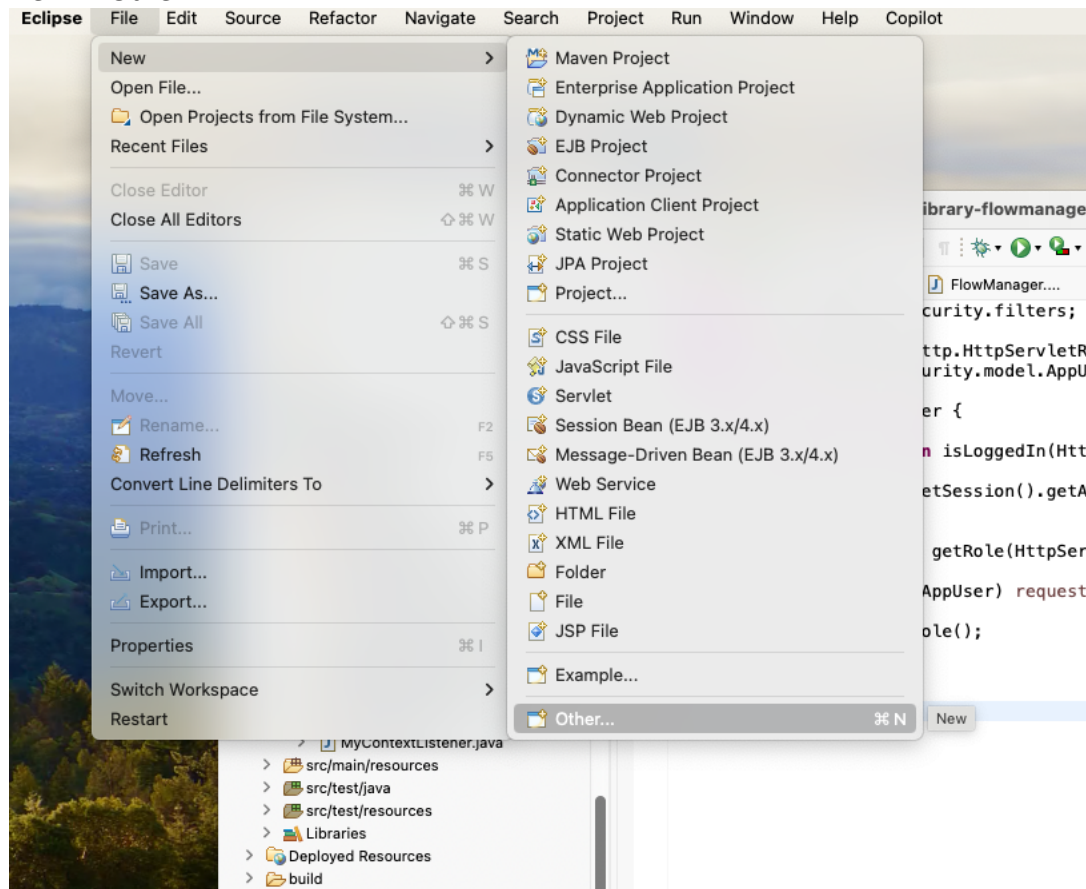 Eclipse File Edit Source Refactor Navigate Search Project Run Window Help Copilot
New
Open File...
Open Projects from File System...
Recent Files
Close Editor ⌘ W
Close All Editors ⇧ ⌘ W
Save ⌘ S
Save As...
Save All ⇧ ⌘ S
Revert
Move...
Rename... F2
Refresh F5
Convert Line Delimiters To
Print... ⌘ P
Import...
Export...
Properties ⌘ I
Switch Workspace
Restart
Maven Project
Enterprise Application Project
Dynamic Web Project
EJB Project
Connector Project
Application Client Project
Static Web Project
JPA Project
Project...
CSS File
JavaScript File
Servlet
Session Bean (EJB 3.x/4.x)
Message-Driven Bean (EJB 3.x/4.x)
Web Service
HTML File
XML File
Folder
File
JSP File
Example...
Other... ⌘ N
New
ibrary-flowmanage
FlowManager....
curity.filters;
ttp.HttpServletR
urity.model.AppU
er {
n isLoggedIn(Htt
etSession().getA
getRole(HttpSer
AppUser) request
ole();
MyContextListener.java
src/main/resources
src/test/java
src/test/resources
Libraries
Deployed Resources
build